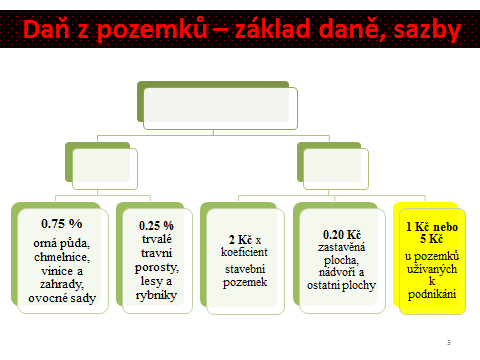 Daň z pozemků – základ daně, sazby
0.75 %
orná půda,
chmelnice,
vinice a
zahrady,
ovocné sady
0.25 %
trvalé
travní
porosty,
lesy a
rybníky
2 Kč x
koeficient
stavební
pozemek
0.20 Kč
zastavěná
plocha,
nádvoří a
ostatní plochy
1 Kč nebo
5 Kč
u pozemků
užívaných
k
podnikání
3